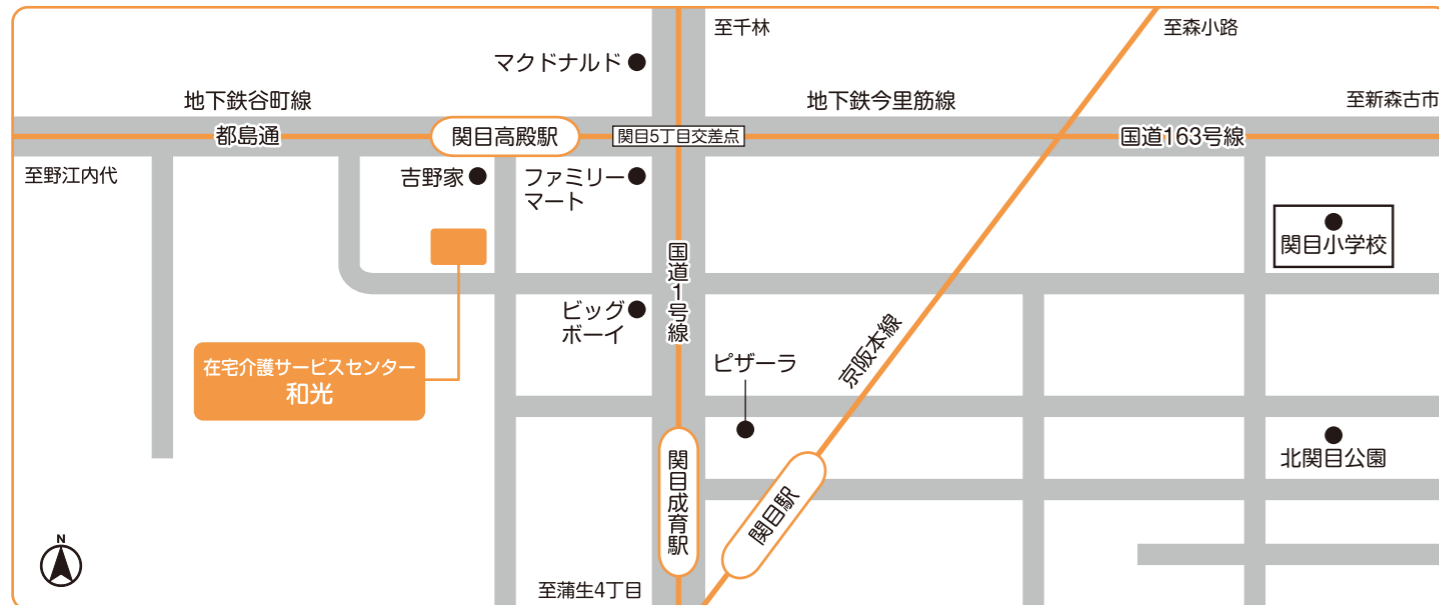 至千林
至森小路
マクドナルド
地下鉄谷町線
地下鉄今里筋線
至新森古市
都島通
関目高殿駅
関目5丁目交差点
国道163号線
至野江内代
吉野家
ファミリー
マート
関目小学校
国道1号線
ビッグ
ボーイ
ピザーラ
京阪本線
在宅介護サービスセンター
和光
関目成育駅
関目駅
北関目公園
N
至蒲生4丁目